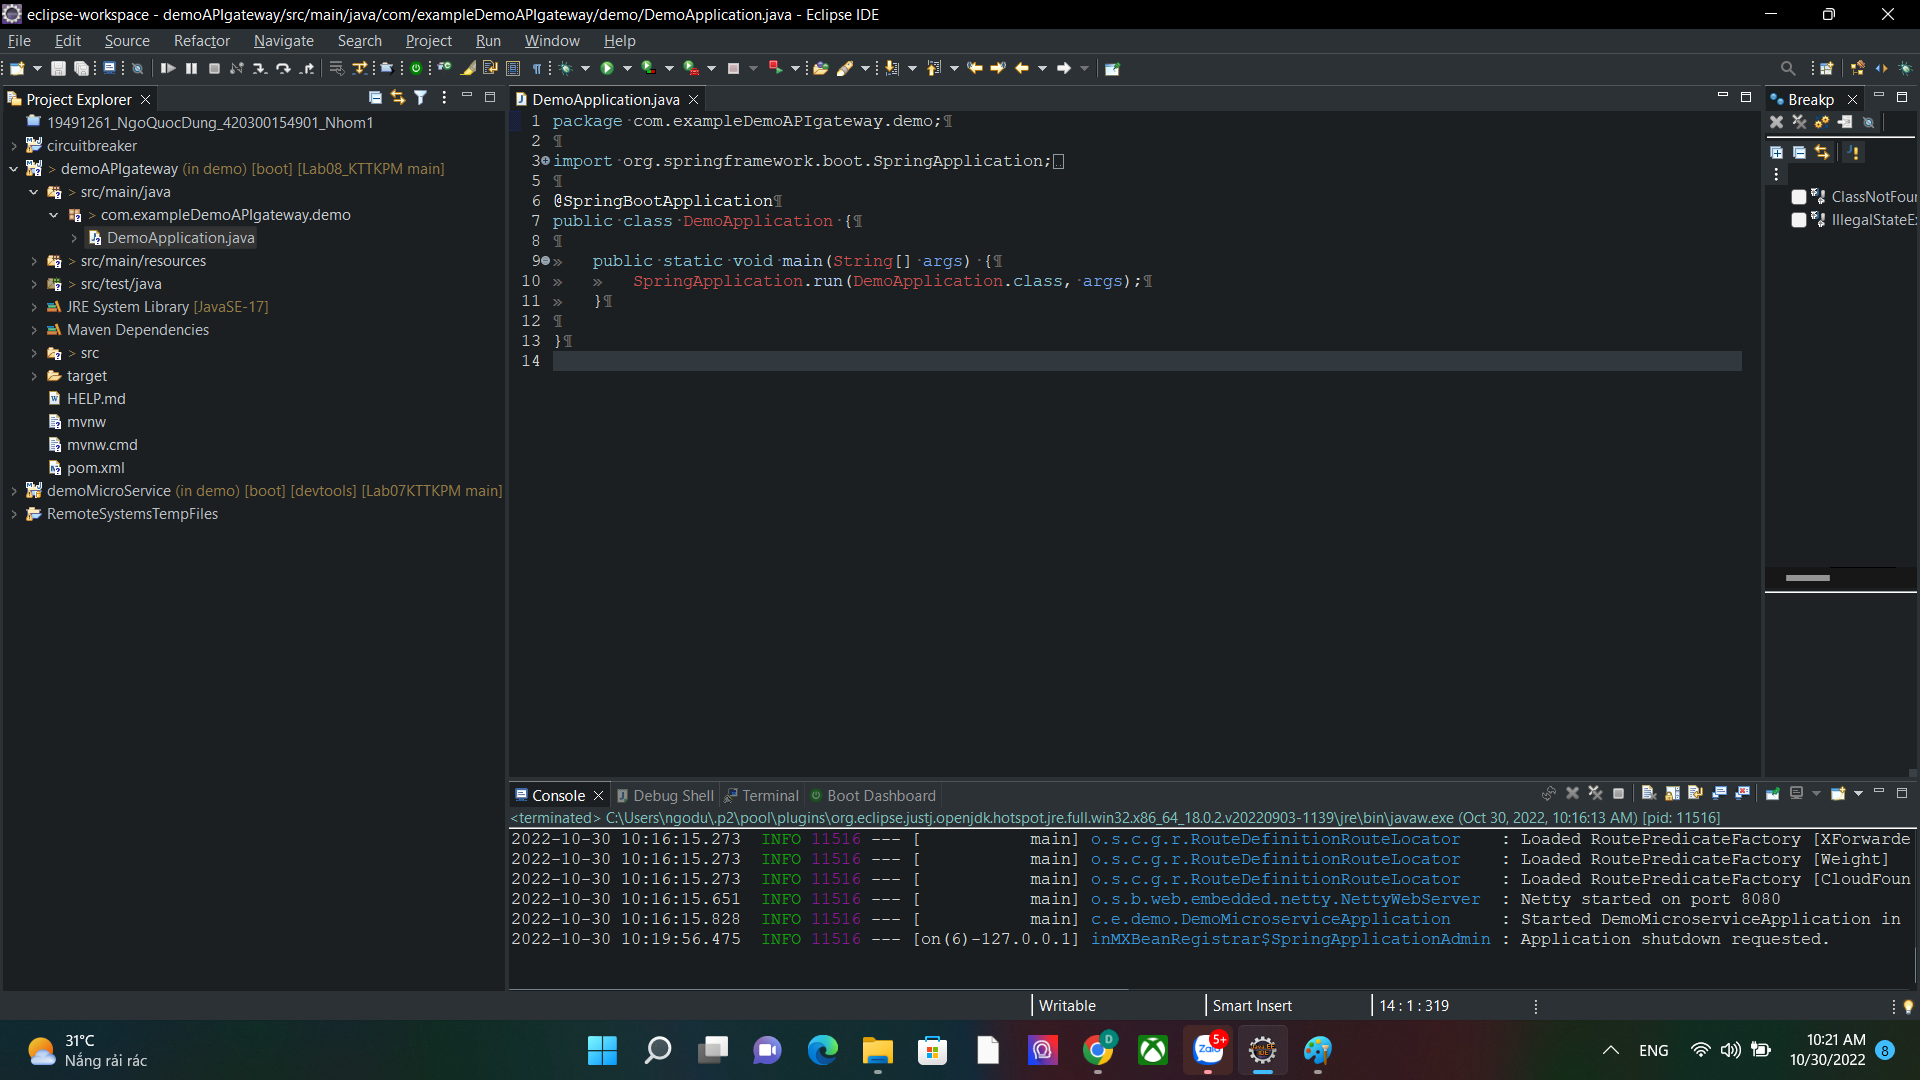 eclipse-workspace - demoAPIgateway/src/main/java/com/exampleDemoAPIgateway/demo/DemoApplication.java - Eclipse IDE
File Edit Source Refactor Navigate Search Project Run Window Help
Project Explorer
19491261_NgoQuocDung_420300154901_Nhom1
circuitbreaker
> demoAPIgateway (in demo) [boot] [Lab08_KTTKPM main]
> src/main/java
> com.exampleDemoAPIgateway.demo
DemoApplication.java
> src/main/resources
> src/test/java
JRE System Library [JavaSE-17]
Maven Dependencies
> src
target
HELP.md
mvnw
mvnw.cmd
pom.xml
demoMicroService (in demo) [boot] [devtools] [Lab07KTTKPM main]
RemoteSystemsTempFiles
DemoApplication.java
1 package·com.exampleDemoAPIgateway.demo;¶
2 ¶
3 import·org.springframework.boot.SpringApplication;
5 ¶
6 @SpringBootApplication¶
7 public·class·DemoApplication·{¶
8 ¶
9 » public·static·void·main(String[]·args)·{¶
10 » » SpringApplication.run(DemoApplication.class,·args);¶
11 » }¶
12 ¶
13 }¶
14
Breakp
ClassNotFou
IllegalStateE
Console Debug Shell Terminal Boot Dashboard
<terminated> C:\Users\ngodu\.p2\pool\plugins\org.eclipse.justj.openjdk.hotspot.jre.full.win32.x86_64_18.0.2.v20220903-1139\jre\bin\javaw.exe (Oct 30, 2022, 10:16:13 AM) [pid: 11516]
2022-10-30 10:16:15.273 INFO 11516 --- [ main] o.s.c.g.r.RouteDefinitionRouteLocator : Loaded RoutePredicateFactory [XForwarde
2022-10-30 10:16:15.273 INFO 11516 --- [ main] o.s.c.g.r.RouteDefinitionRouteLocator : Loaded RoutePredicateFactory [Weight]
2022-10-30 10:16:15.273 INFO 11516 --- [ main] o.s.c.g.r.RouteDefinitionRouteLocator : Loaded RoutePredicateFactory [CloudFoun
2022-10-30 10:16:15.651 INFO 11516 --- [ main] o.s.b.web.embedded.netty.NettyWebServer : Netty started on port 8080
2022-10-30 10:16:15.828 INFO 11516 --- [ main] c.e.demo.DemoMicroserviceApplication : Started DemoMicroserviceApplication in
2022-10-30 10:19:56.475 INFO 11516 --- [on(6)-127.0.0.1] inMXBeanRegistrar$SpringApplicationAdmin : Application shutdown requested.
Writable Smart Insert 14 : 1 : 319
31°C
Nắng rải rác
D
Zalo
5+
ENG
10:21 AM
10/30/2022
8